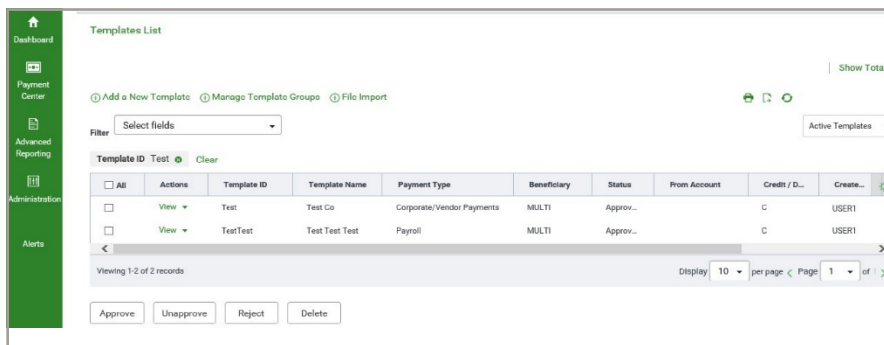 Dashboard
Payment
Center
Advanced
Reporting
Administration
Alerts
Templates List
Show Tota
Add a New Template Manage Template Groups File Import
Filter Select fields
Active Templates
Template ID Test Clear
All Actions Template ID Template Name Payment Type Beneficiary Status From Account Credit / D... Create...
View Test Test Co Corporate/Vendor Payments MULTI Approv... C USER1
View TestTest Test Test Test Payroll MULTI Approv... C USER1
Viewing 1-2 of 2 records Display 10 per page < Page 1 of
Approve Unapprove Reject Delete